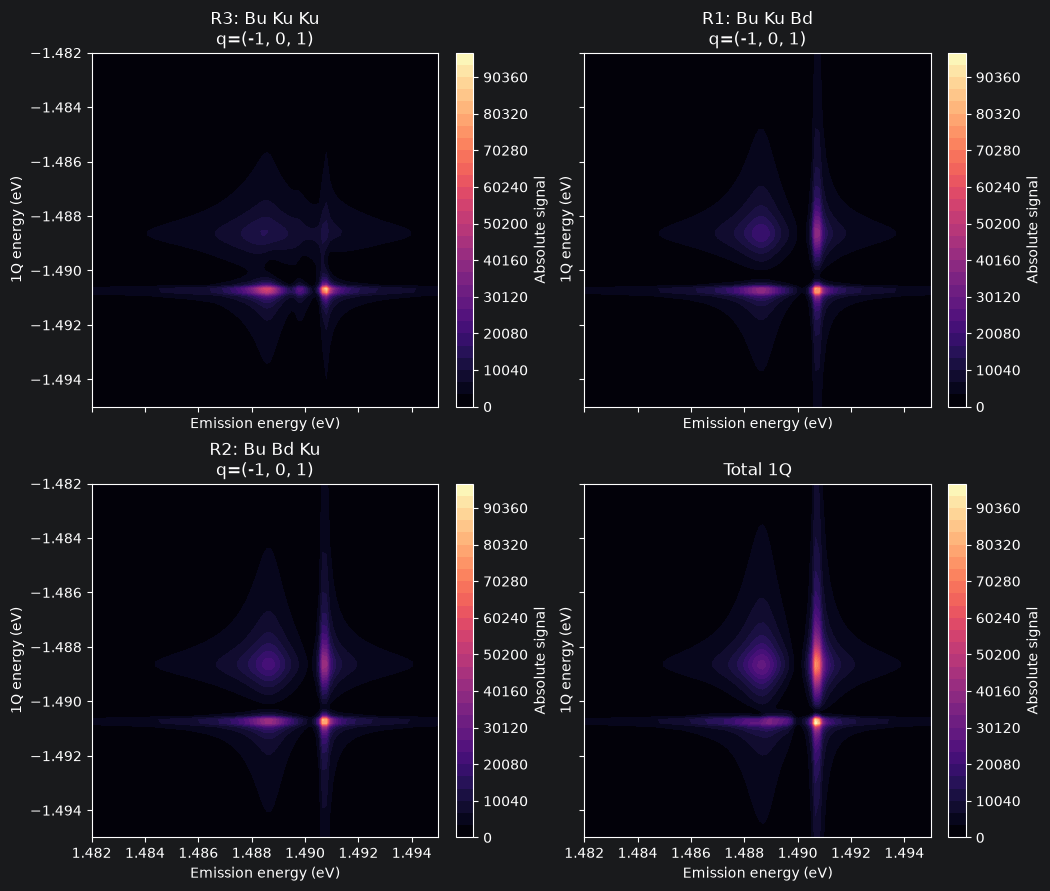 R3: Bu Ku Ku
q=(-1, 0, 1)
−1.482
−1.484
−1.486
−1.488
−1.490
−1.492
−1.494
1Q energy (eV)
Emission energy (eV)
90360
80320
70280
60240
50200
40160
30120
20080
10040
0
Absolute signal
R1: Bu Ku Bd
q=(-1, 0, 1)
1Q energy (eV)
Emission energy (eV)
90360
80320
70280
60240
50200
40160
30120
20080
10040
0
Absolute signal
R2: Bu Bd Ku
q=(-1, 0, 1)
−1.482
−1.484
−1.486
−1.488
−1.490
−1.492
−1.494
1Q energy (eV)
1.482 1.484 1.486 1.488 1.490 1.492 1.494
Emission energy (eV)
90360
80320
70280
60240
50200
40160
30120
20080
10040
0
Absolute signal
Total 1Q
1Q energy (eV)
1.482 1.484 1.486 1.488 1.490 1.492 1.494
Emission energy (eV)
90360
80320
70280
60240
50200
40160
30120
20080
10040
0
Absolute signal